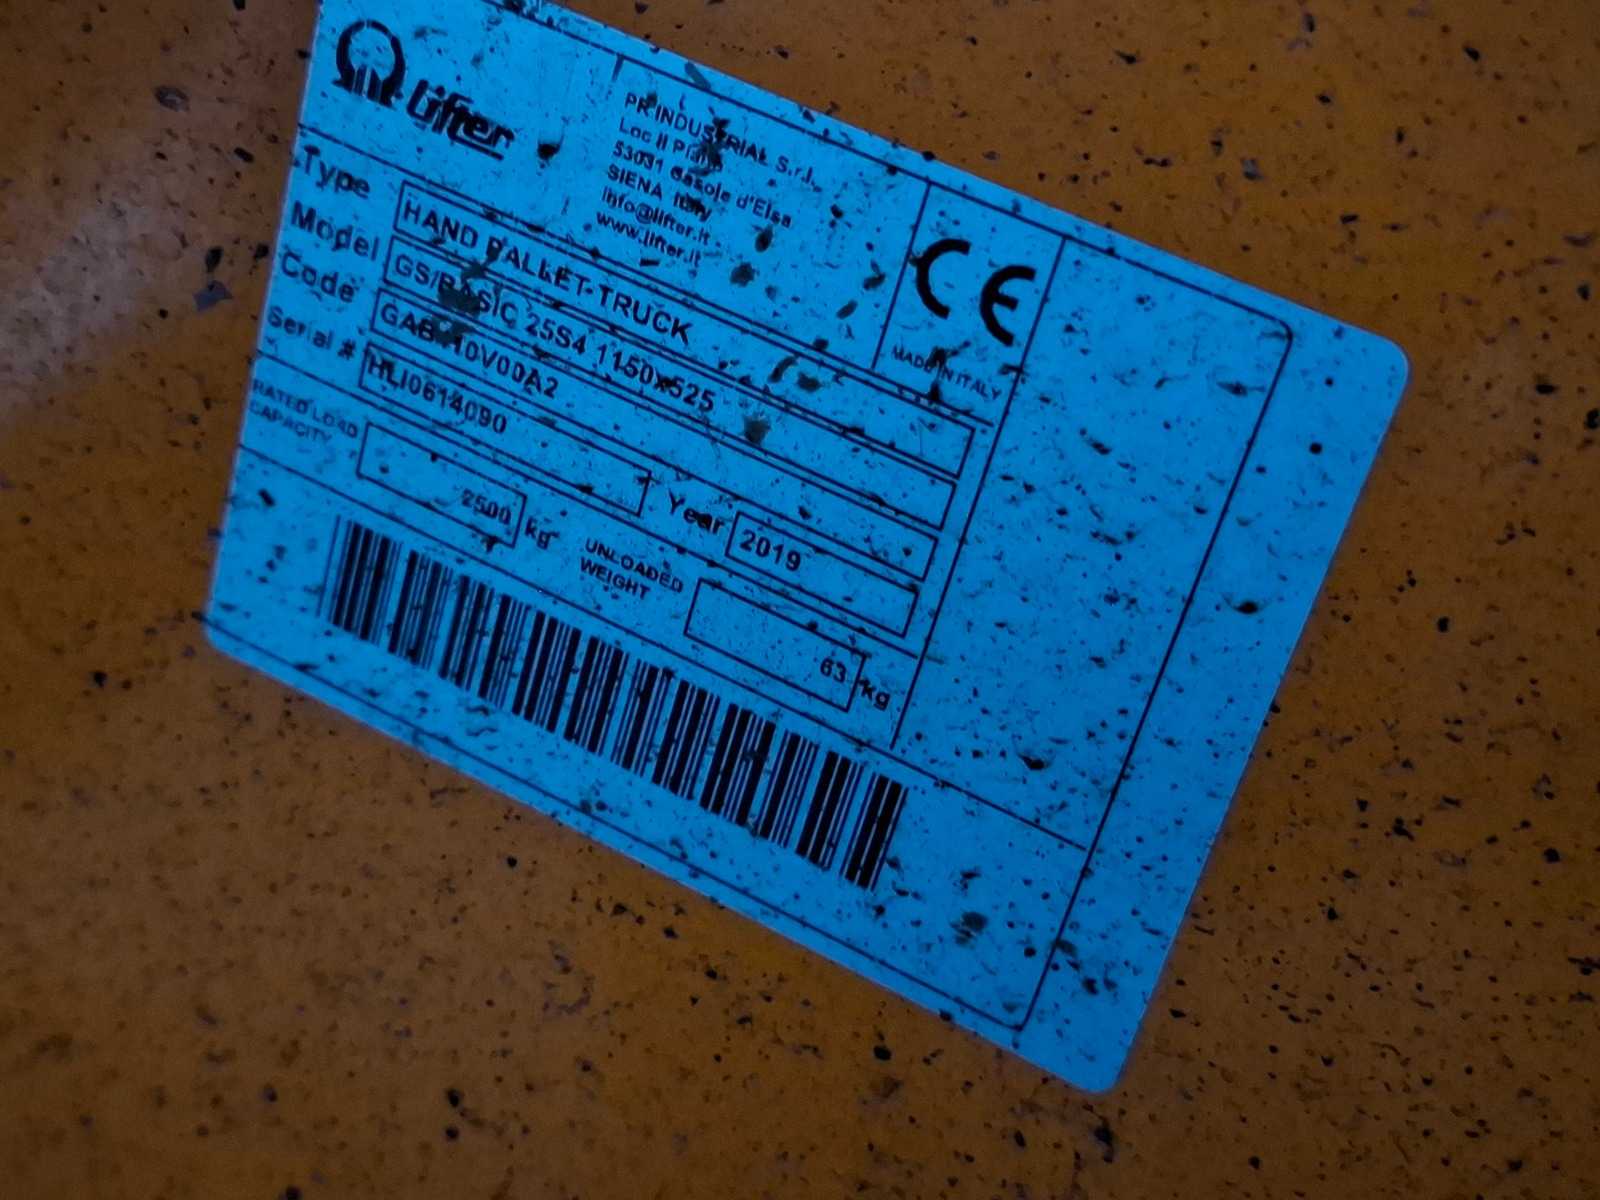 Lifter
PR INDUSTRIAL S.r.l.
Loc Il Piano
53031 Casole d'Elsa
SIENA Italy
info@lifter.it
www.lifter.it
CE
MADE IN ITALY
Type HAND PALLET-TRUCK
Model GS/BASIC 25S4 1150x525
Code
Serial # HLI0614090
Year 2019
RATED LOAD CAPACITY 2500 kg
UNLOADED WEIGHT 63 kg